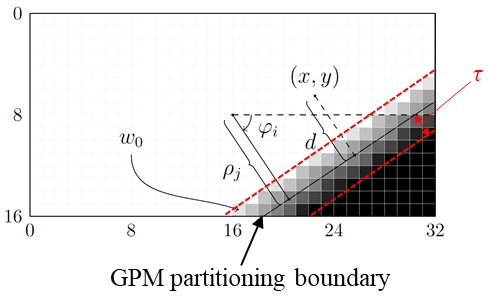 0
(x, y)
τ
8
φi
w0
d
ρj
16
0
8
16
24
32
GPM partitioning boundary